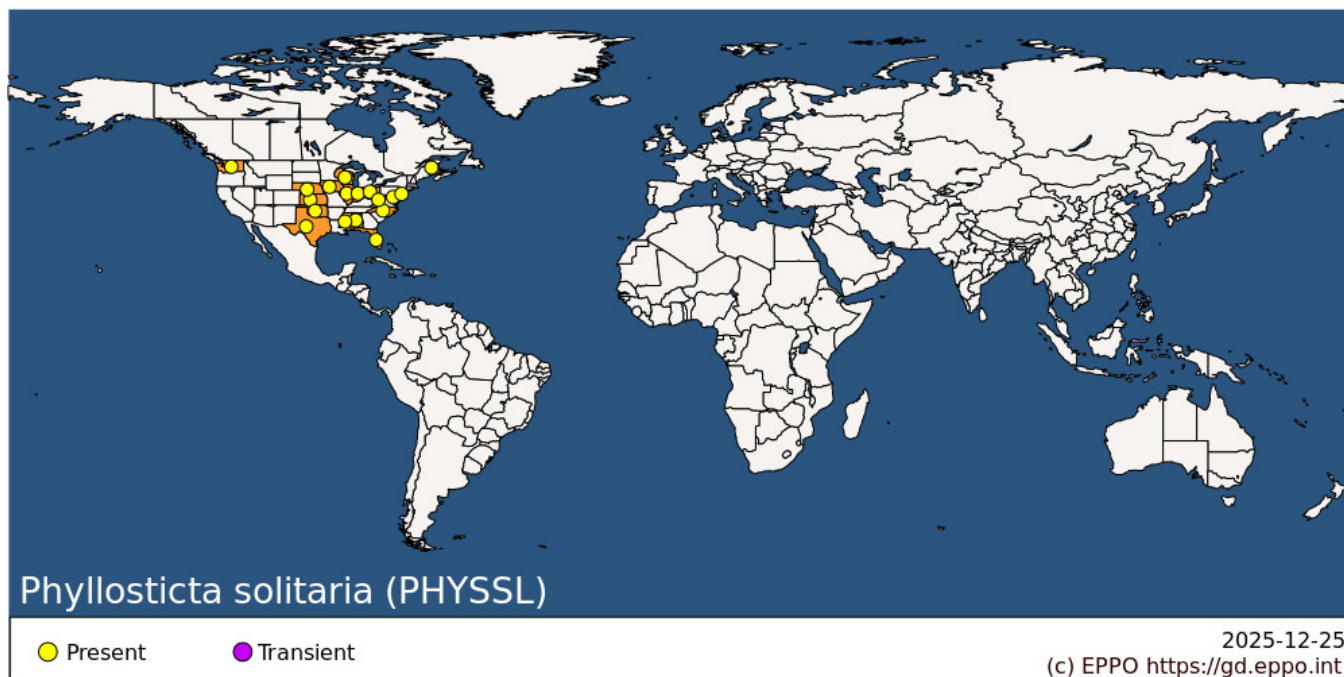 Phyllosticta solitaria (PHYSSL)
Present
Transient
2025-12-25
(c) EPPO https://gd.eppo.int